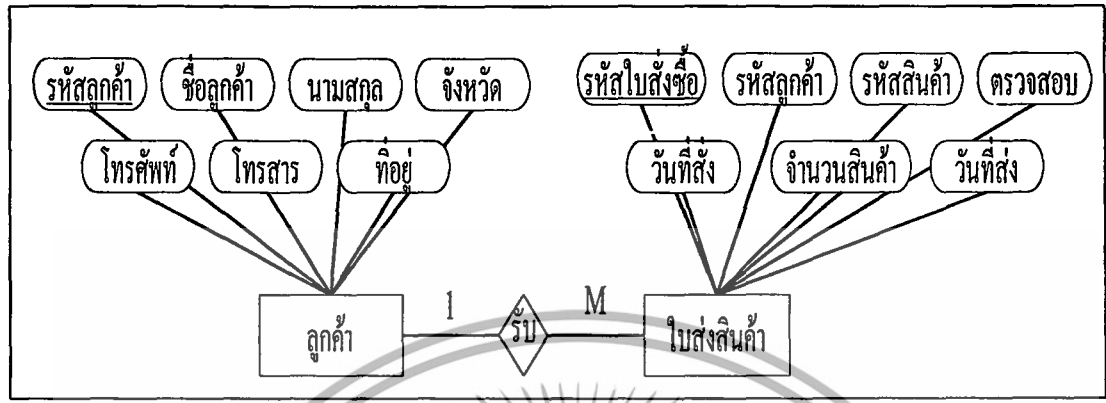 รหัสลูกค้า ชื่อลูกค้า นามสกุล จังหวัด รหัสใบสั่งซื้อ รหัสลูกค้า รหัสสินค้า ตรวจสอบ
โทรศัพท์ โทรสาร ที่อยู่ วันที่สั่ง จำนวนสินค้า วันที่ส่ง
1 M
ลูกค้า รับ ใบส่งสินค้า